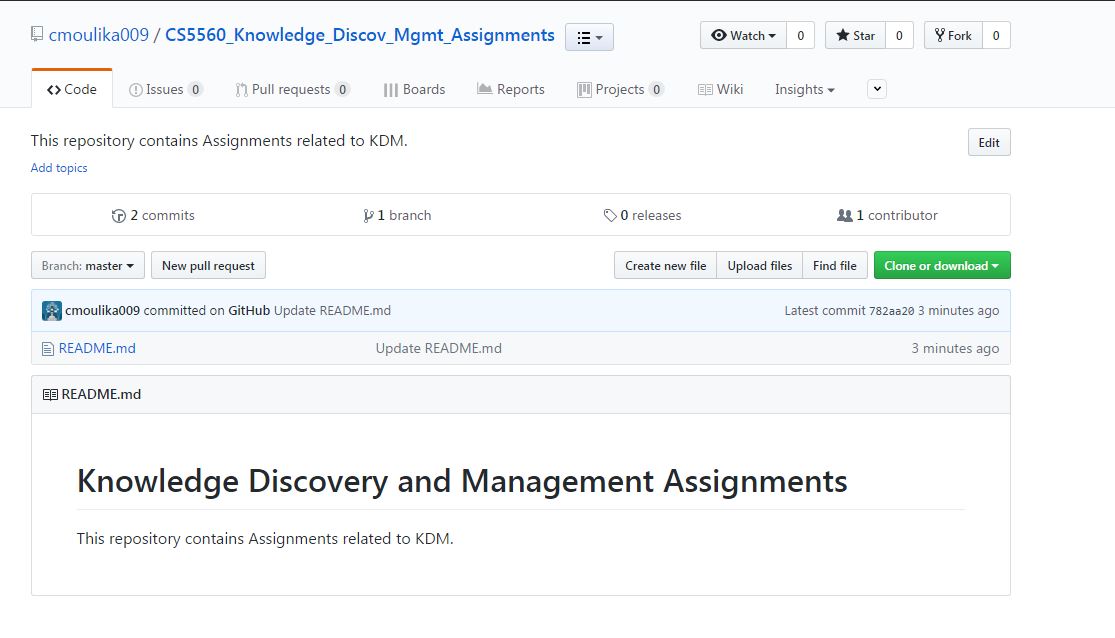 cmoulika009 / CS5560_Knowledge_Discov_Mgmt_Assignments Watch 0 Star 0 Fork 0
Code Issues 0 Pull requests 0 Boards Reports Projects 0 Wiki Insights
This repository contains Assignments related to KDM. Edit
Add topics
2 commits 1 branch 0 releases 1 contributor
Branch: master New pull request Create new file Upload files Find file Clone or download
cmoulika009 committed on GitHub Update README.md Latest commit 782aa20 3 minutes ago
README.md Update README.md 3 minutes ago
README.md
Knowledge Discovery and Management Assignments
This repository contains Assignments related to KDM.